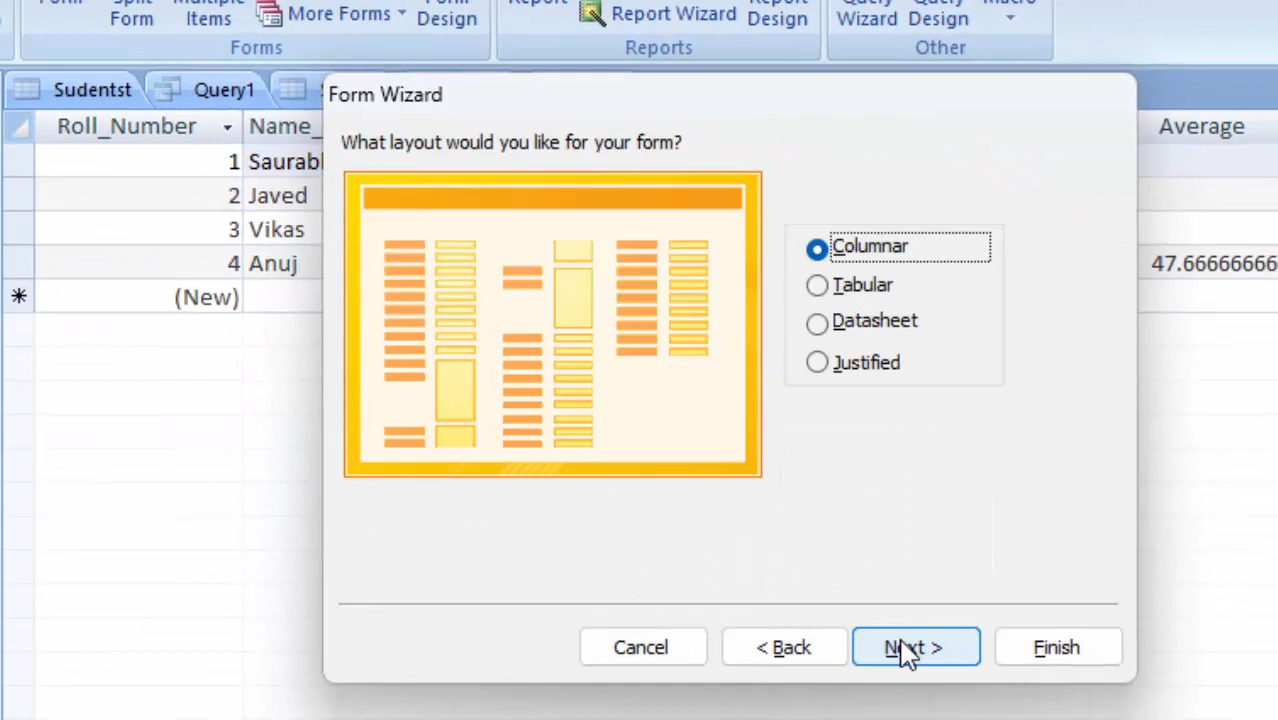 Form
Split
Form
Multiple
Items
More Forms
Form
Design
Report
Report Wizard
Report
Design
Query
Wizard
Query
Design
Macro
Forms
Reports
Other
Sudentst
Query1
Form Wizard
Roll_Number
Name_
Average
What layout would you like for your form?
1
2 Javed
3 Vikas
4 Anuj
47.66666666
(New)
Columnar
Tabular
Datasheet
Justified
Cancel
< Back
Next >
Finish